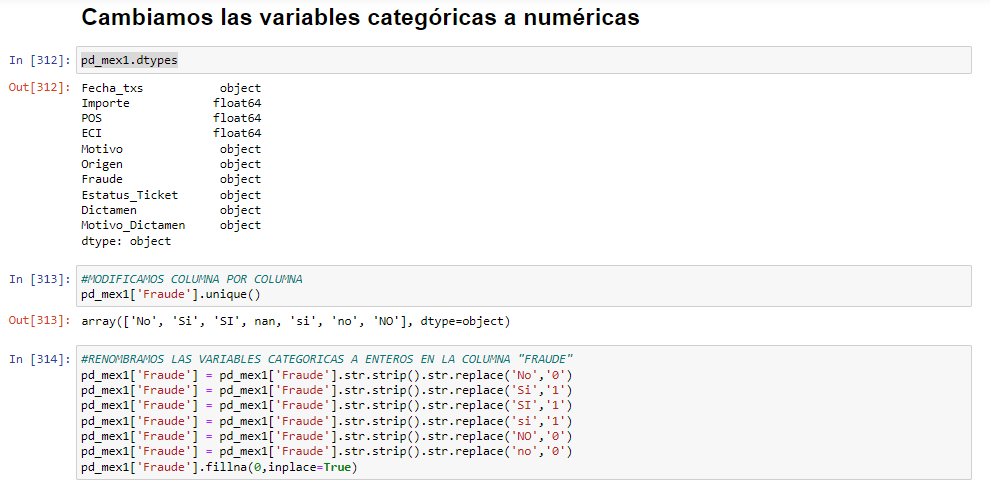 Cambiamos las variables categóricas a numéricas
In [312]: pd_mex1.dtypes
Out[312]: Fecha_txs object
Importe float64
POS float64
ECI float64
Motivo object
Origen object
Fraude object
Estatus_Ticket object
Dictamen object
Motivo_Dictamen object
dtype: object
In [313]: #MODIFICAMOS COLUMNA POR COLUMNA
pd_mex1['Fraude'].unique()
Out[313]: array(['No', 'Si', 'SI', nan, 'si', 'no', 'NO'], dtype=object)
In [314]: #RENOMBRAMOS LAS VARIABLES CATEGORICAS A ENTEROS EN LA COLUMNA "FRAUDE"
pd_mex1['Fraude'] = pd_mex1['Fraude'].str.strip().str.replace('No','0')
pd_mex1['Fraude'] = pd_mex1['Fraude'].str.strip().str.replace('Si','1')
pd_mex1['Fraude'] = pd_mex1['Fraude'].str.strip().str.replace('SI','1')
pd_mex1['Fraude'] = pd_mex1['Fraude'].str.strip().str.replace('si','1')
pd_mex1['Fraude'] = pd_mex1['Fraude'].str.strip().str.replace('NO','0')
pd_mex1['Fraude'] = pd_mex1['Fraude'].str.strip().str.replace('no','0')
pd_mex1['Fraude'].fillna(0,inplace=True)